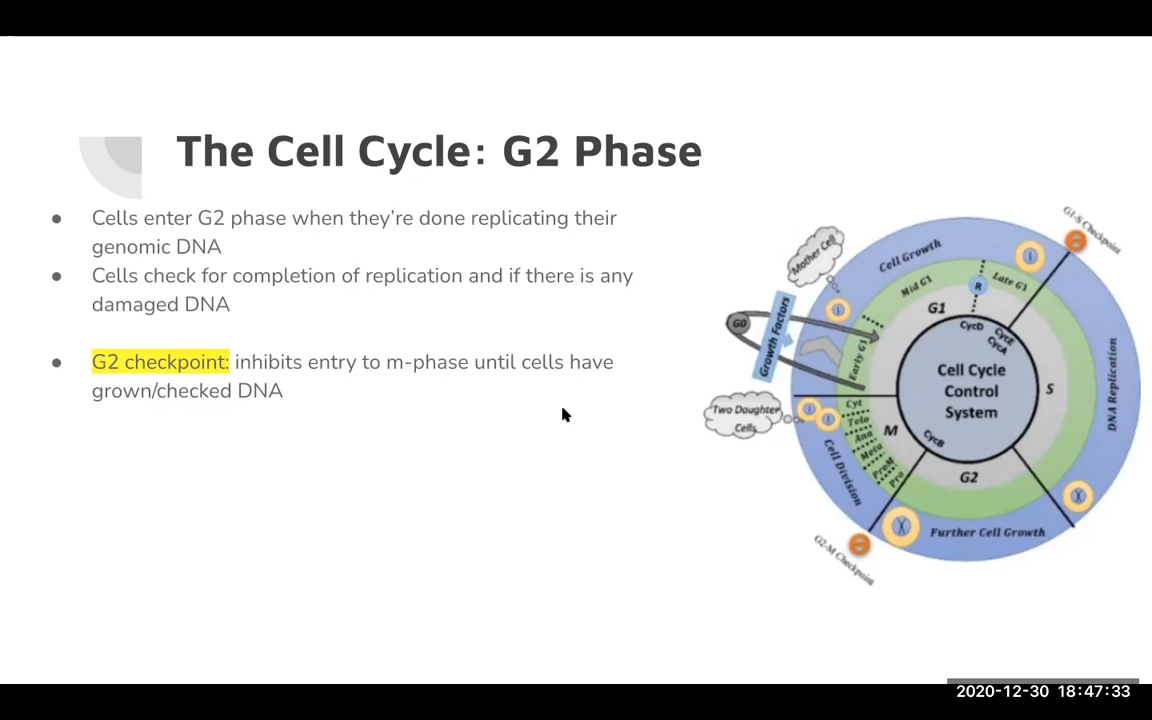 The Cell Cycle: G2 Phase
● Cells enter G2 phase when they're done replicating their
genomic DNA
● Cells check for completion of replication and if there is any
damaged DNA
● G2 checkpoint: inhibits entry to m-phase until cells have
grown/checked DNA
G1-S Checkpoint
Mother Cell
Cell Growth
Mid G1
Late G1
R
G1
G0
Growth Factors
Early G1
CycD
CycE
CycA
Cell Cycle
Control
System
S
DNA Replication
Two Daughter
Cells
Cyt
Telo
Ana
Meta
ProM
Pro
M
CycB
Cell Division
G2
Further Cell Growth
G2-M Checkpoint
2020-12-30 18:47:33